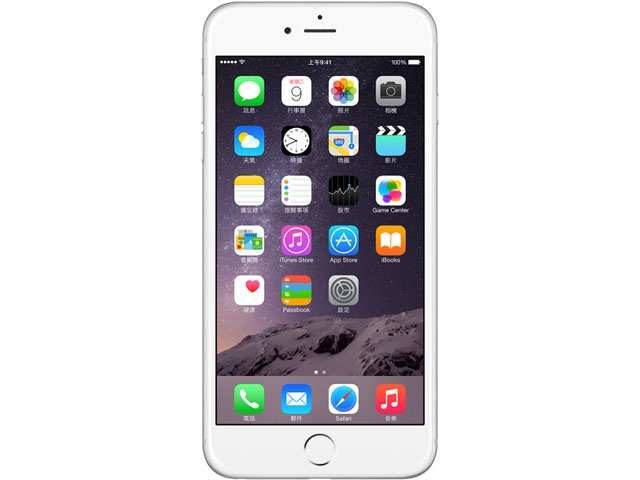 上午9:41
100%
星期二
9
訊息
行事曆
照片
相機
天氣
時鐘
地圖
影片
280
備忘錄
提醒事項
股市
Game Center
書報攤
iTunes Store
App Store
iBooks
健康
Passbook
設定
電話
郵件
Safari
音樂